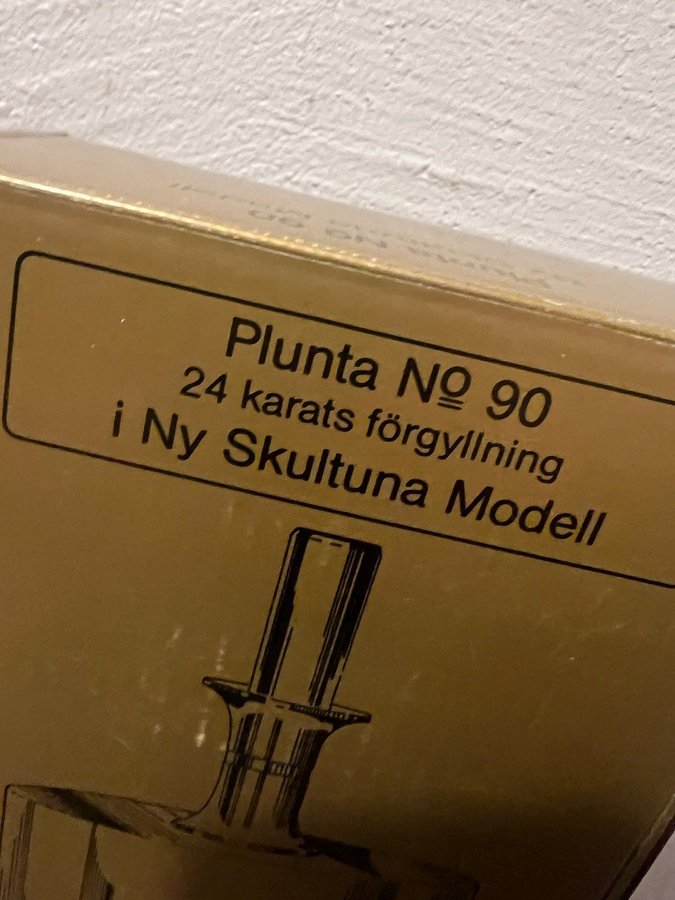 Plunta Nº 90
24 karats förgyllning
i Ny Skultuna Modell